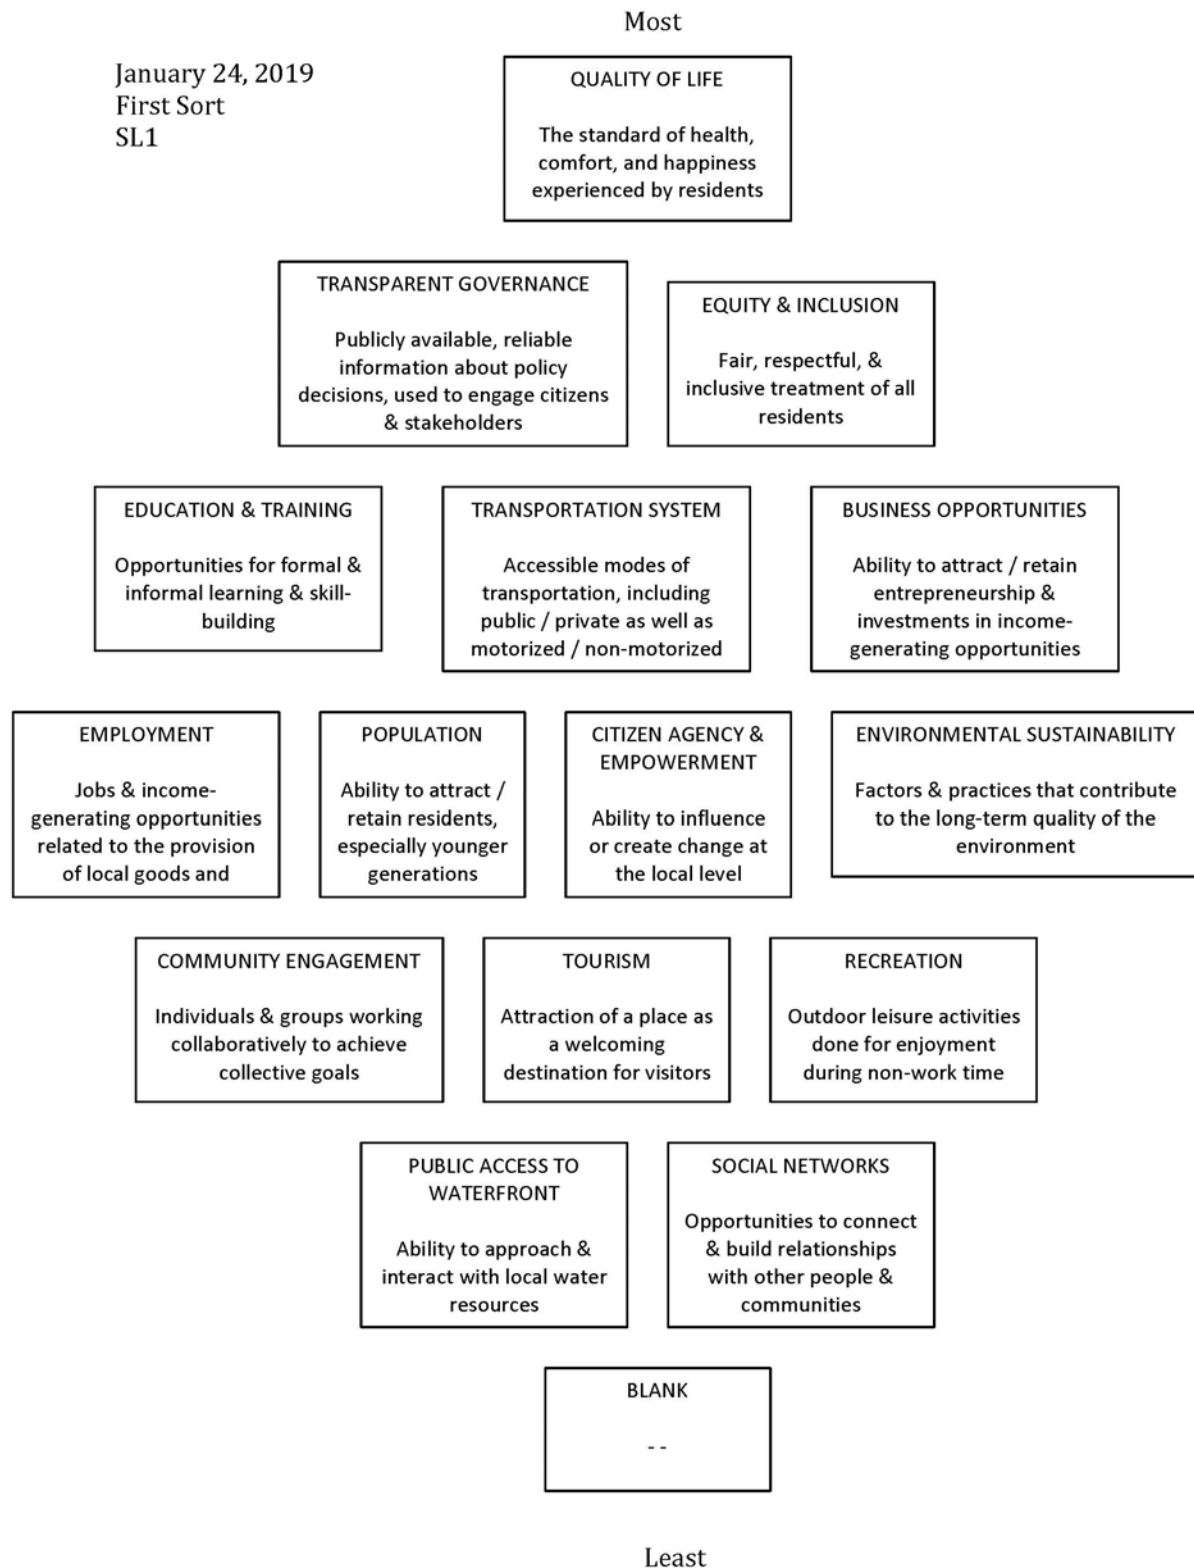 Most
January 24, 2019
First Sort
SL1
QUALITY OF LIFE
The standard of health,
comfort, and happiness
experienced by residents
TRANSPARENT GOVERNANCE
Publicly available, reliable
information about policy
decisions, used to engage citizens
& stakeholders
EQUITY & INCLUSION
Fair, respectful, &
inclusive treatment of all
residents
EDUCATION & TRAINING
Opportunities for formal &
informal learning & skill-
building
TRANSPORTATION SYSTEM
Accessible modes of
transportation, including
public / private as well as
motorized / non-motorized
BUSINESS OPPORTUNITIES
Ability to attract / retain
entrepreneurship &
investments in income-
generating opportunities
EMPLOYMENT
Jobs & income-
generating opportunities
related to the provision
of local goods and
POPULATION
Ability to attract /
retain residents,
especially younger
generations
CITIZEN AGENCY &
EMPOWERMENT
Ability to influence
or create change at
the local level
ENVIRONMENTAL SUSTAINABILITY
Factors & practices that contribute
to the long-term quality of the
environment
COMMUNITY ENGAGEMENT
Individuals & groups working
collaboratively to achieve
collective goals
TOURISM
Attraction of a place as
a welcoming
destination for visitors
RECREATION
Outdoor leisure activities
done for enjoyment
during non-work time
PUBLIC ACCESS TO
WATERFRONT
Ability to approach &
interact with local water
resources
SOCIAL NETWORKS
Opportunities to connect
& build relationships
with other people &
communities
BLANK
- -
Least